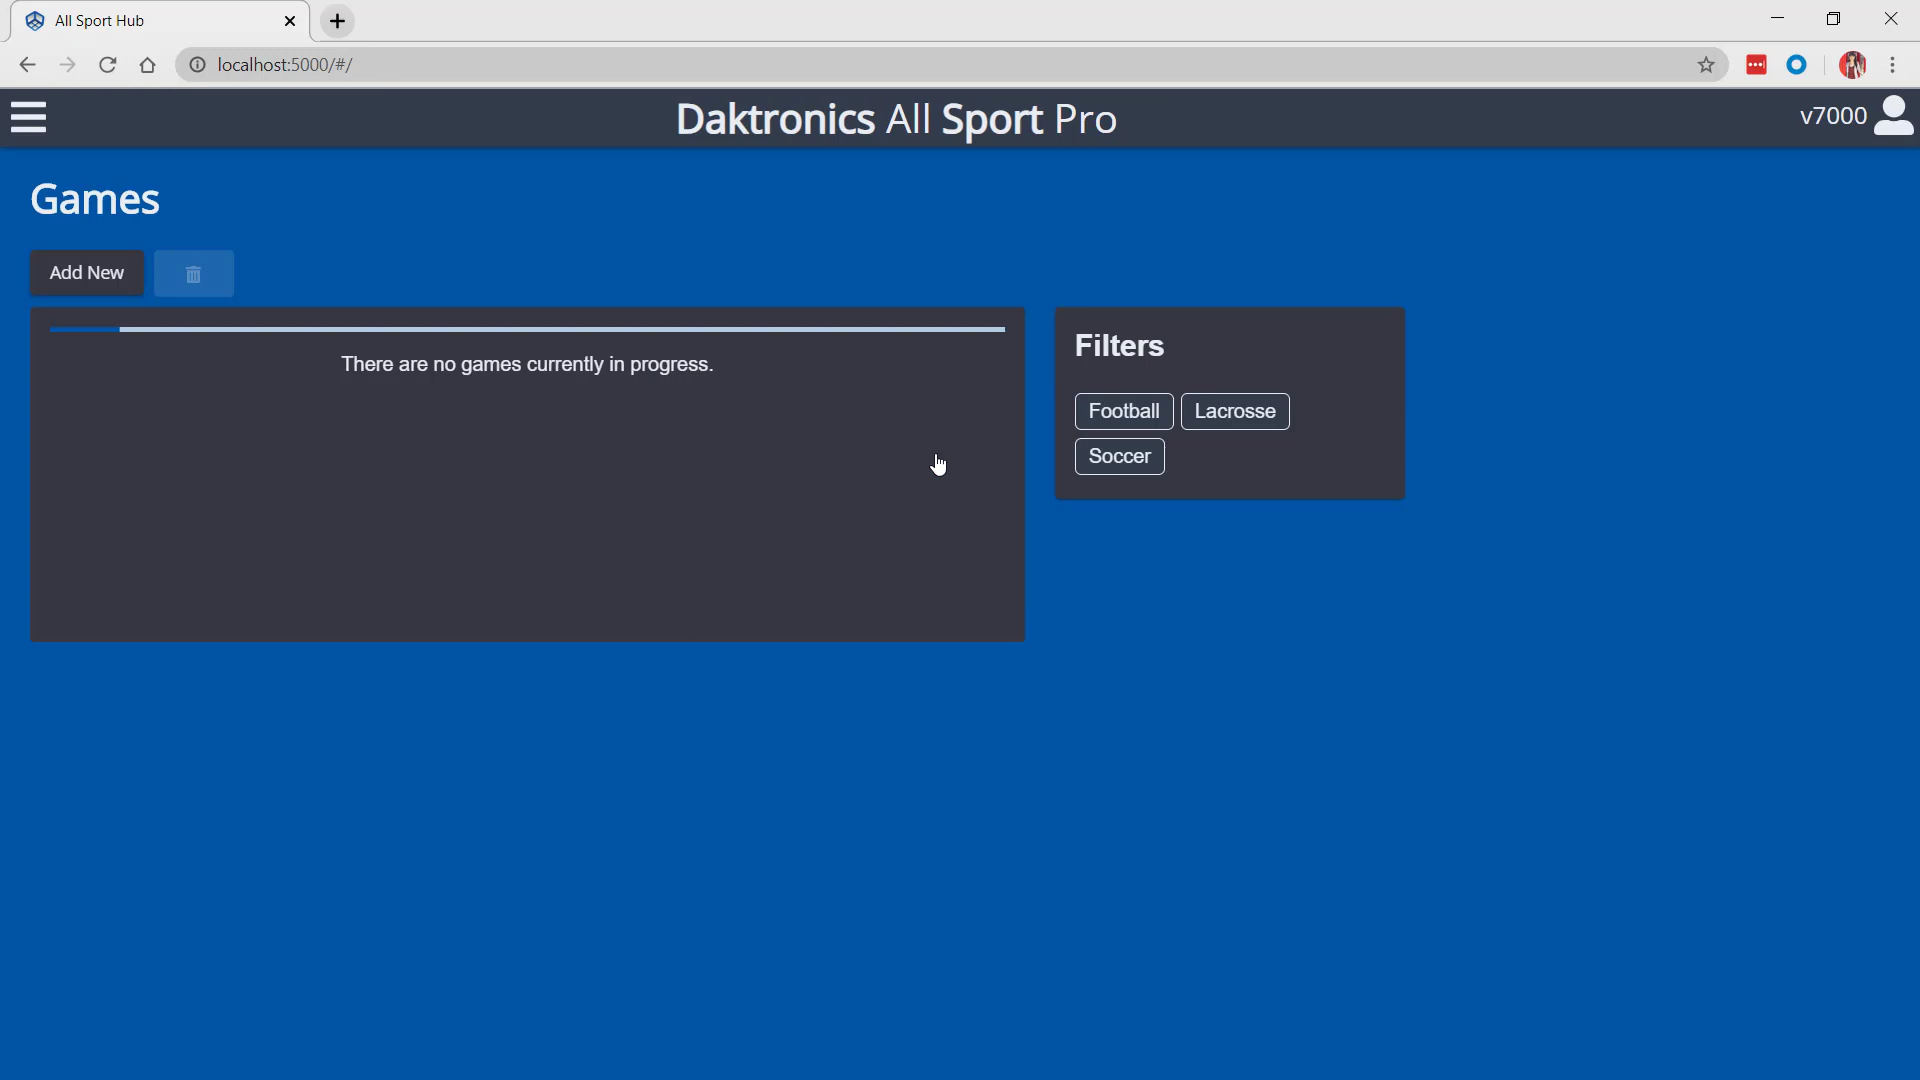 All Sport Hub
localhost:5000/#/
Daktronics All Sport Pro
v7000
Games
Add New
There are no games currently in progress.
Filters
Football Lacrosse
Soccer